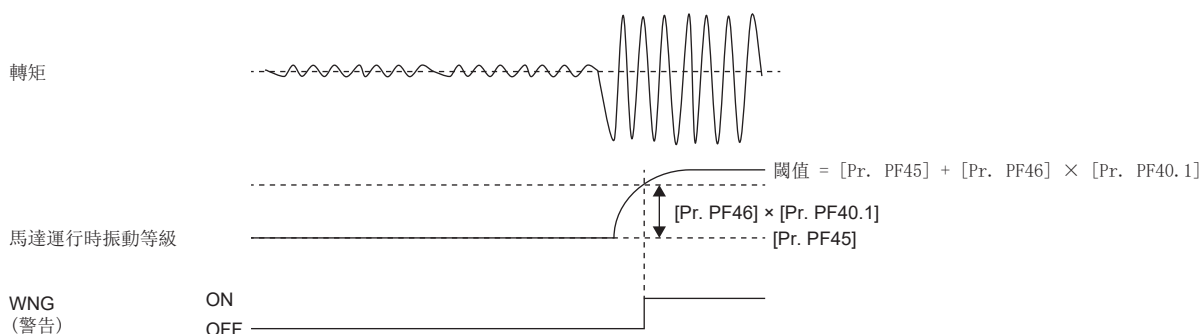 轉矩
閾值 = [Pr. PF45] + [Pr. PF46] × [Pr. PF40.1]
[Pr. PF46] × [Pr. PF40.1]
馬達運行時振動等級
[Pr. PF45]
WNG
(警告)
ON
OFF